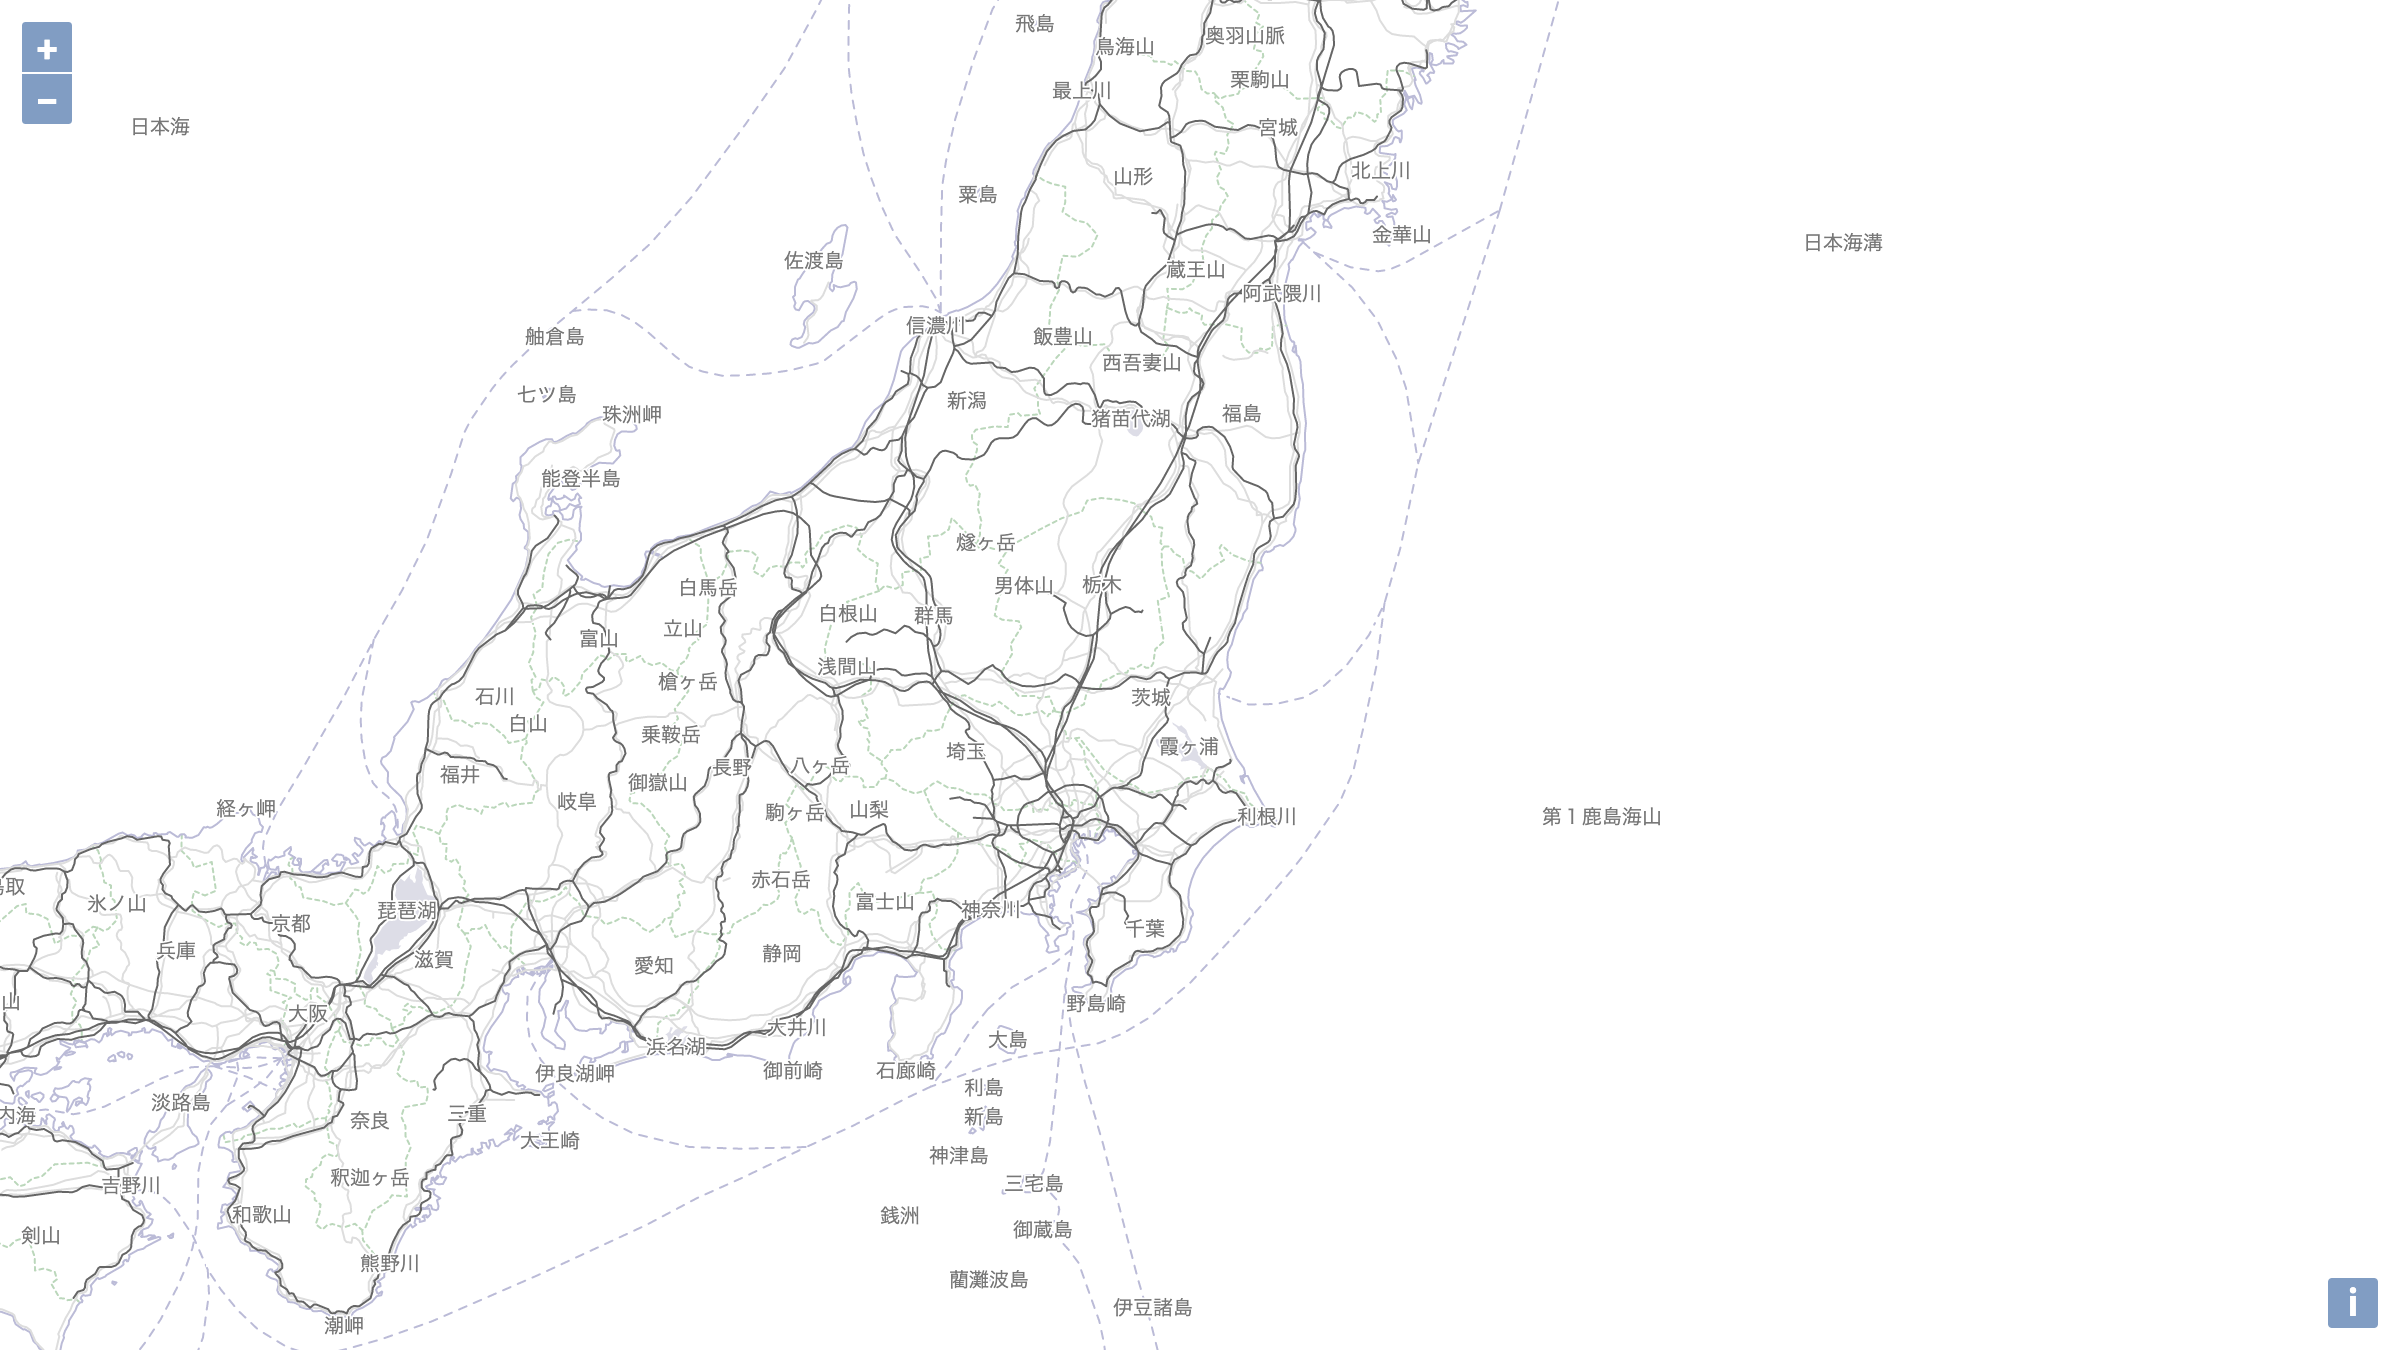 飛島
奥羽山脈
鳥海山
+
栗駒山
最上川
−
日本海
宮城
北上川
山形
粟島
金華山
日本海溝
佐渡島
蔵王山
阿武隈川
信濃川
舳倉島
飯豊山
西吾妻山
七ツ島
新潟
珠洲岬
猪苗代湖
福島
能登半島
燧ヶ岳
白馬岳
男体山
栃木
白根山
群馬
立山
富山
浅間山
槍ヶ岳
石川
茨城
白山
乗鞍岳
霞ヶ浦
埼玉
長野
八ヶ岳
福井
御嶽山
岐阜
経ヶ岬
駒ヶ岳
山梨
利根川
第１鹿島海山
赤石岳
取
氷ノ山
富士山
琵琶湖
神奈川
京都
千葉
兵庫
静岡
滋賀
愛知
山
野島崎
大阪
大井川
大島
浜名湖
伊良湖岬
御前崎
石廊崎
利島
淡路島
内海
三重
新島
奈良
太王崎
神津島
釈迦ヶ岳
三宅島
吉野川
和歌山
銭洲
御蔵島
剣山
熊野川
藺灘波島
伊豆諸島
i
潮岬